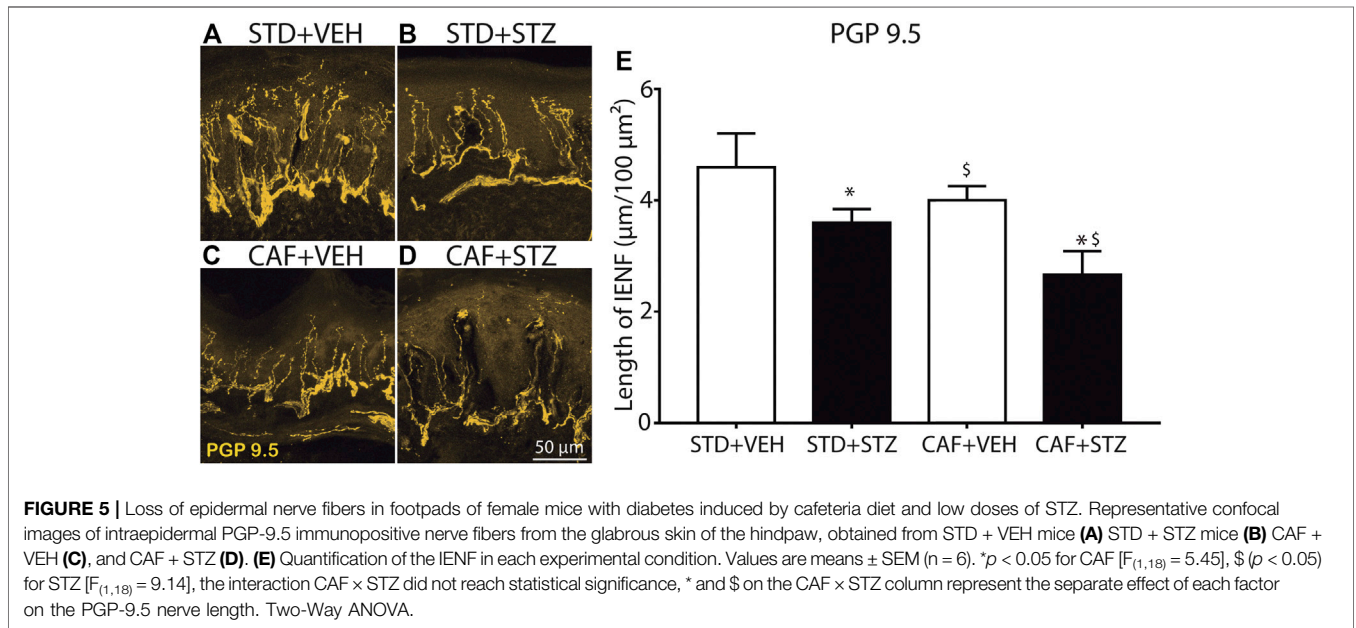 A STD+VEH
B STD+STZ
C CAF+VEH
D CAF+STZ
PGP 9.5
50 µm
PGP 9.5
E
Length of IENF (µm/100 µm²)
6
4
2
0
*
$
* $
STD+VEH STD+STZ CAF+VEH CAF+STZ
FIGURE 5 | Loss of epidermal nerve fibers in footpads of female mice with diabetes induced by cafeteria diet and low doses of STZ. Representative confocal
images of intraepidermal PGP-9.5 immunopositive nerve fibers from the glabrous skin of the hindpaw, obtained from STD + VEH mice (A) STD + STZ mice (B) CAF +
VEH (C), and CAF + STZ (D). (E) Quantification of the IENF in each experimental condition. Values are means ± SEM (n = 6). *p < 0.05 for CAF [F(1,18) = 5.45], $ (p < 0.05)
for STZ [F(1,18) = 9.14], the interaction CAF × STZ did not reach statistical significance, * and $ on the CAF × STZ column represent the separate effect of each factor
on the PGP-9.5 nerve length. Two-Way ANOVA.